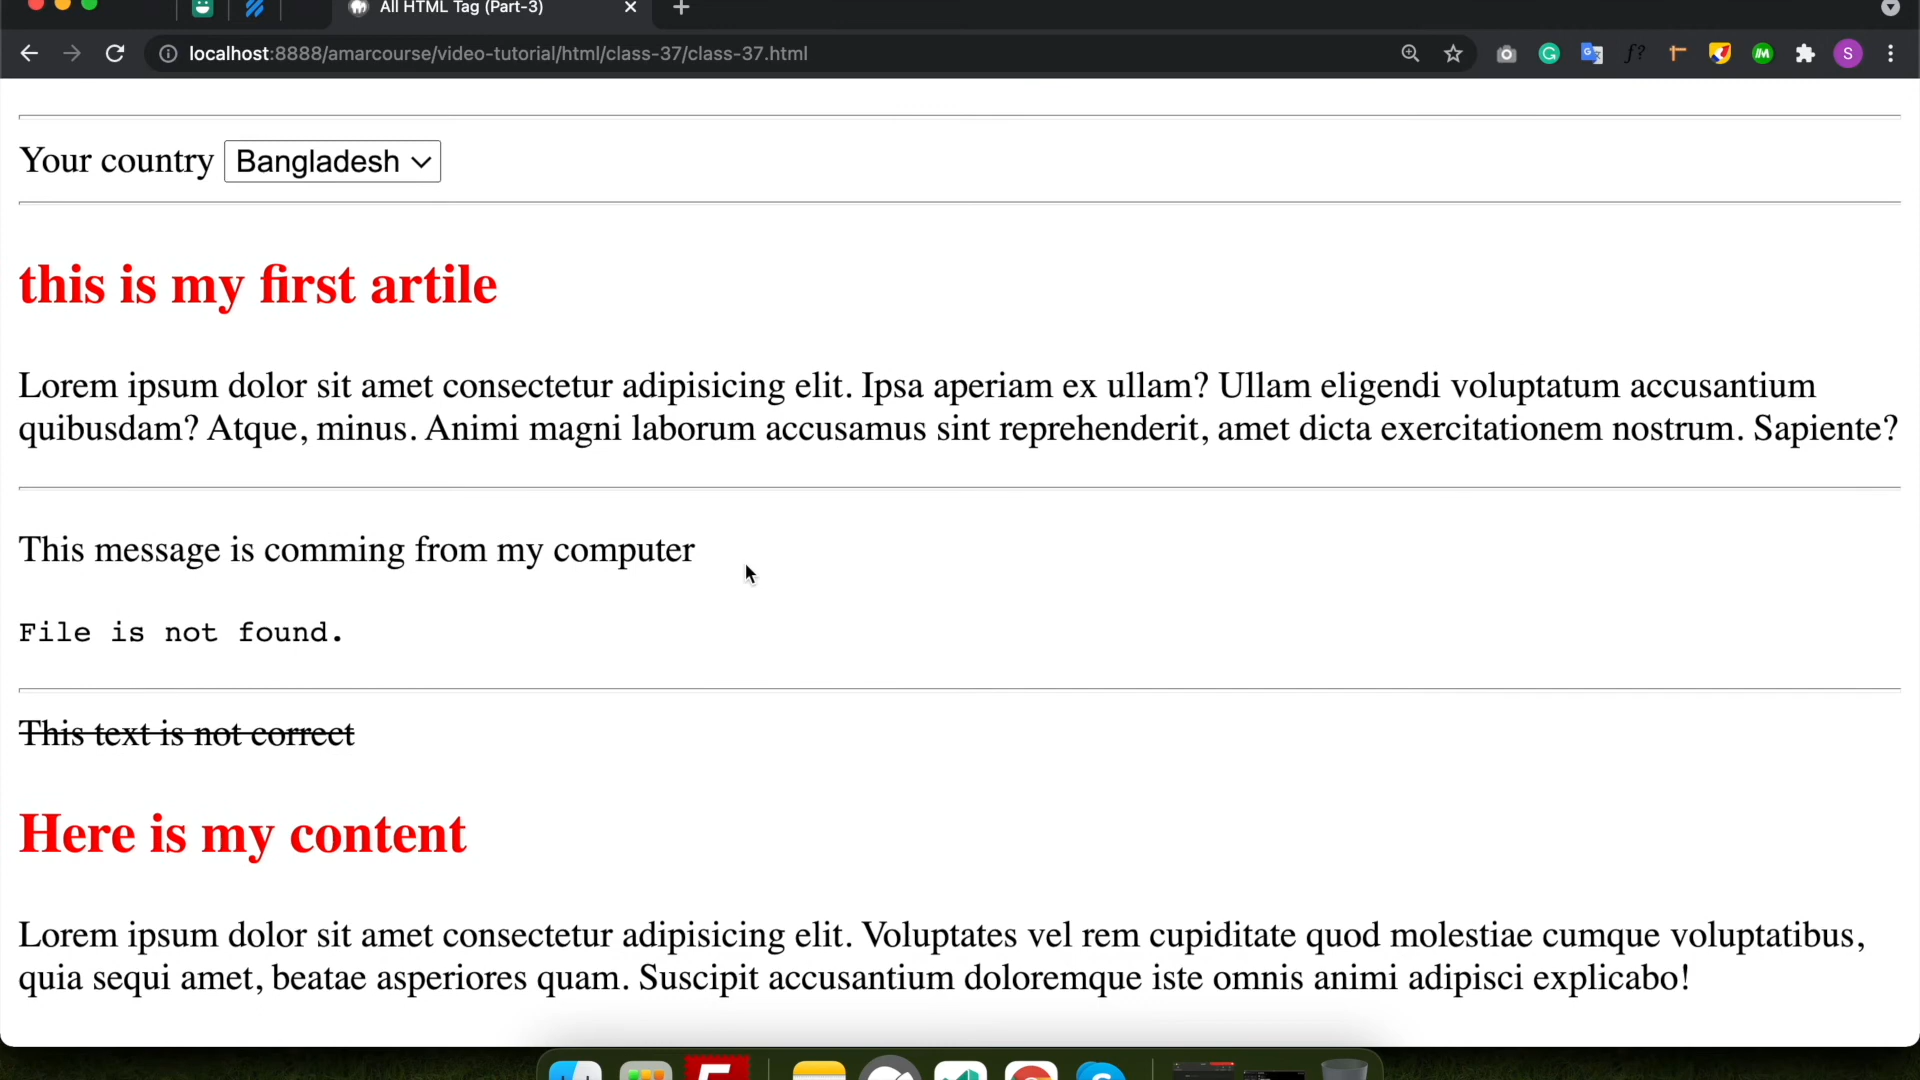 All HTML Tag (Part-3)
localhost:8888/amarcourse/video-tutorial/html/class-37/class-37.html
S
Your country Bangladesh
this is my first artile
Lorem ipsum dolor sit amet consectetur adipisicing elit. Ipsa aperiam ex ullam? Ullam eligendi voluptatum accusantium
quibusdam? Atque, minus. Animi magni laborum accusamus sint reprehenderit, amet dicta exercitationem nostrum. Sapiente?
This message is comming from my computer
File is not found.
This text is not correct
Here is my content
Lorem ipsum dolor sit amet consectetur adipisicing elit. Voluptates vel rem cupiditate quod molestiae cumque voluptatibus,
quia sequi amet, beatae asperiores quam. Suscipit accusantium doloremque iste omnis animi adipisci explicabo!